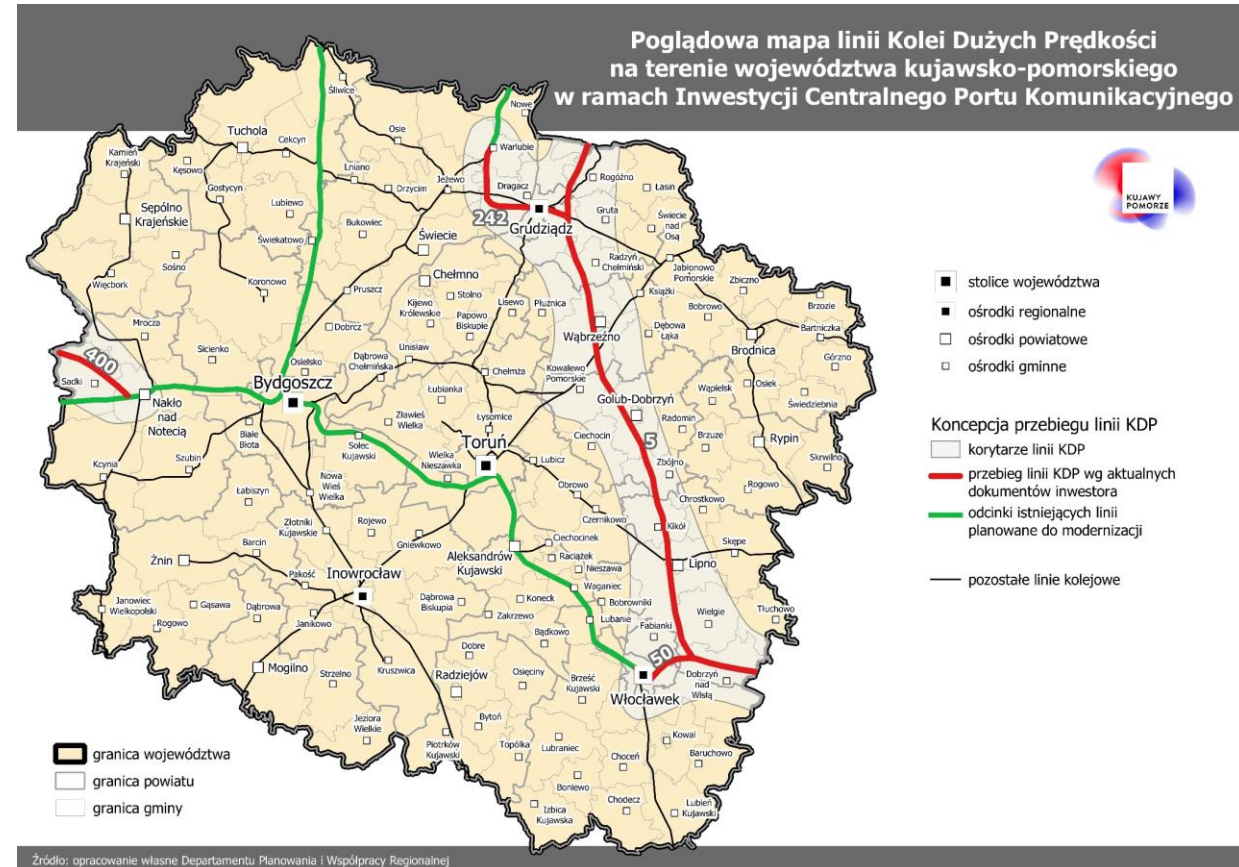 Poglądowa mapa linii Kolei Dużych Prędkości
na terenie województwa kujawsko-pomorskiego
w ramach Inwestycji Centralnego Portu Komunikacyjnego
KUJAWY
POMORZE
Śliwice
Nowe
Tuchola
Cekcyn
Osie
Warlubie
Kamień
Krajeński
Kęsowo
Lniano
Drzycim
Jeżewo
Dragacz
Rogóźno
Łasin
Gostycyn
Lubiewo
Sępólno
Krajeńskie
Bukowiec
242
Grudziądz
Gruta
Świecie
nad
Osą
Świekatowo
Świecie
Sośno
Radzyń
Chełmiński
Więcbork
Koronowo
Chełmno
Jabłonowo
Pomorskie
Zbiczno
Pruszcz
Kijewo
Królewskie
Stolno
Lisewo
Płużnica
Książki
Brzozie
Papowo
Biskupie
Bobrowo
Bartniczka
Mrocza
Dobrcz
Wąbrzeźno
Dębowa
Łąka
Sicienko
Unisław
Brodnica
Górzno
400
Osielsko
Dąbrowa
Chełmińska
Chełmża
Kowalewo
Pomorskie
Sadki
Bydgoszcz
Łubianka
Wąpielsk
Osiek
Świedziebnia
Nakło
nad
Notecią
Zławieś
Wielka
Łysomice
Golub-Dobrzyń
Radomin
Białe
Błota
Solec
Kujawski
Toruń
Ciechocin
5
Brzuze
Rypin
Wielka
Nieszawka
Lubicz
Zbójno
Skrwilno
Kcynia
Szubin
Nowa
Wieś
Wielka
Obrowo
Rogowo
Łabiszyn
Chrostkowo
Złotniki
Kujawskie
Rojewo
Czernikowo
Kikół
Gniewkowo
Ciechocinek
Skępe
Barcin
Aleksandrów
Kujawski
Raciążek
Żnin
Inowrocław
Nieszawa
Lipno
Pakość
Waganiec
Janowiec
Wielkopolski
Gąsawa
Dąbrowa
Dąbrowa
Biskupia
Koneck
Bobrowniki
Wielgie
Tłuchowo
Rogowo
Janikowo
Zakrzewo
Lubanie
Fabianki
Bądkowo
Dobre
50
Mogilno
Strzelno
Kruszwica
Radziejów
Osięciny
Brześć
Kujawski
Włocławek
Dobrzyń
nad
Wisłą
Jeziora
Wielkie
Bytoń
Kowal
Piotrków
Kujawski
Topólka
Lubraniec
Choceń
Baruchowo
Boniewo
Chodecz
Lubień
Kujawski
Izbica
Kujawska
stolice województwa
ośrodki regionalne
ośrodki powiatowe
ośrodki gminne
Koncepcja przebiegu linii KDP
korytarze linii KDP
przebieg linii KDP wg aktualnych
dokumentów inwestora
odcinki istniejących linii
planowane do modernizacji
pozostałe linie kolejowe
granica województwa
granica powiatu
granica gminy
Źródło: opracowanie własne Departamentu Planowania i Współpracy Regionalnej